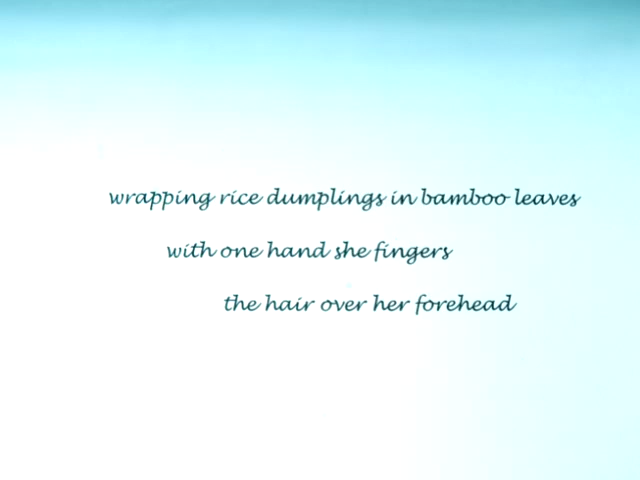 wrapping rice dumplings in bamboo leaves
with one hand she fingers
the hair over her forehead